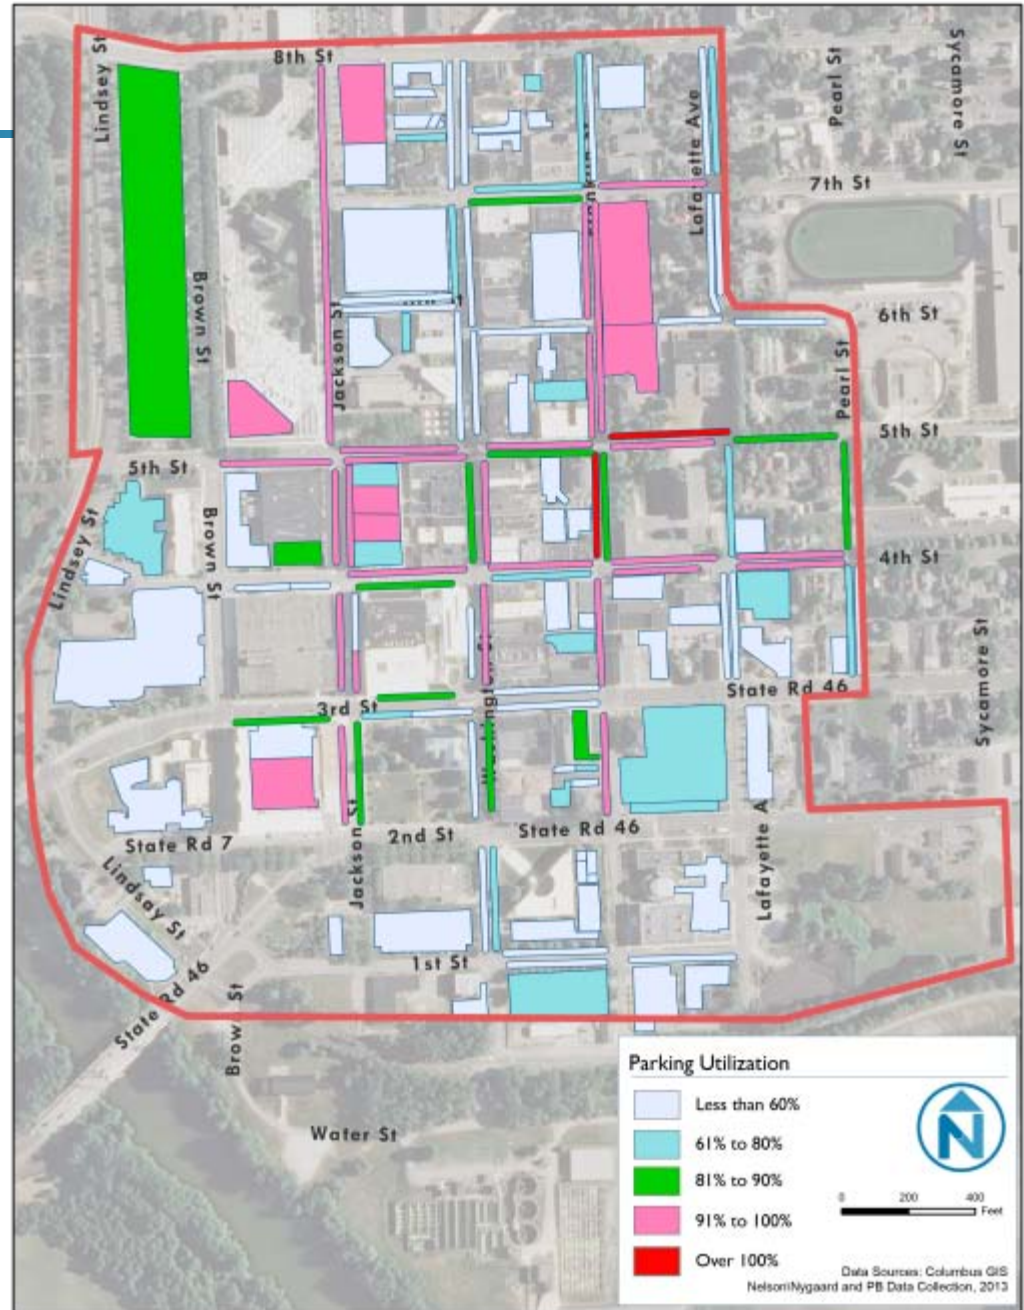 8th St
Lindsey St
Pearl St
Sycamore St
Lafayette Ave
7th St
Brown St
Jackson St
6th St
Pearl St
5th St
5th St
Lindsey St
Brown St
4th St
Sycamore St
State Rd 46
3rd St
2nd St
State Rd 46
State Rd 7
Jackson St
Lafayette A
Lindsay St
1st St
State Rd 46
Brown St
Water St
Parking Utilization
Less than 60%
61% to 80%
81% to 90%
91% to 100%
Over 100%
N
0 200 400
Feet
Data Sources: Columbus GIS
Nelson\Nygaard and PB Data Collection, 2013